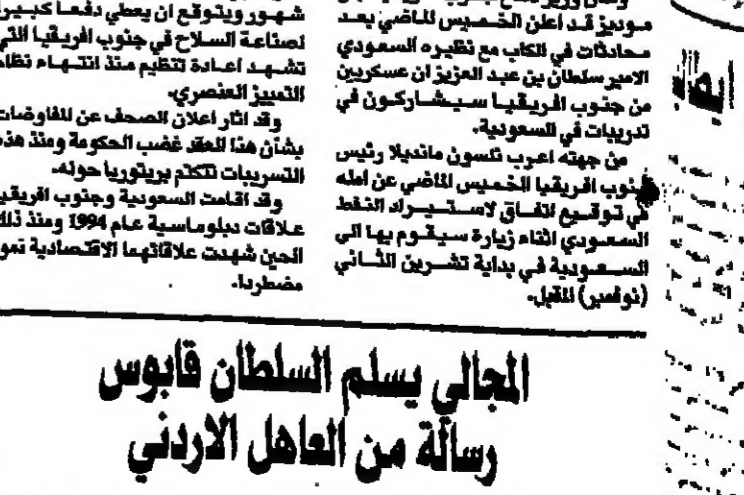 موديز قد اعلن الخميس الماضي بعد
محادثات في الكاب مع نظيره السعودي
الامير سلطان بن عبد العزيز ان عسكريين
من جنوب افريقيا سيشاركون في
تدريبات في السعودية.
من جهته اعرب نلسون مانديلا رئيس
جنوب افريقيا الخميس الماضي عن امله
في توقيع اتفاق لاستيراد النفط
السعودي اثناء زيارة سيقوم بها الى
السعودية في بداية تشرين الثاني
(نوفمبر) المقبل.
شهور ويتوقع ان يعطي دفعا كبيرا
لصناعة السلاح في جنوب افريقيا التي
تشهد اعادة تنظيم منذ انتهاء نظام
التمييز العنصري.
وقد اثار اعلان الصحف عن المفاوضات
بشأن هذا العقد غضب الحكومة ومنذ هذه
التسريبات تتكتم بريتوريا حوله.
وقد اقامت السعودية وجنوب افريقيا
علاقات دبلوماسية عام 1994 ومنذ ذلك
الحين شهدت علاقاتهما الاقتصادية نموا
مضطردا.
المجالي يسلم السلطان قابوس
رسالة من العاهل الاردني